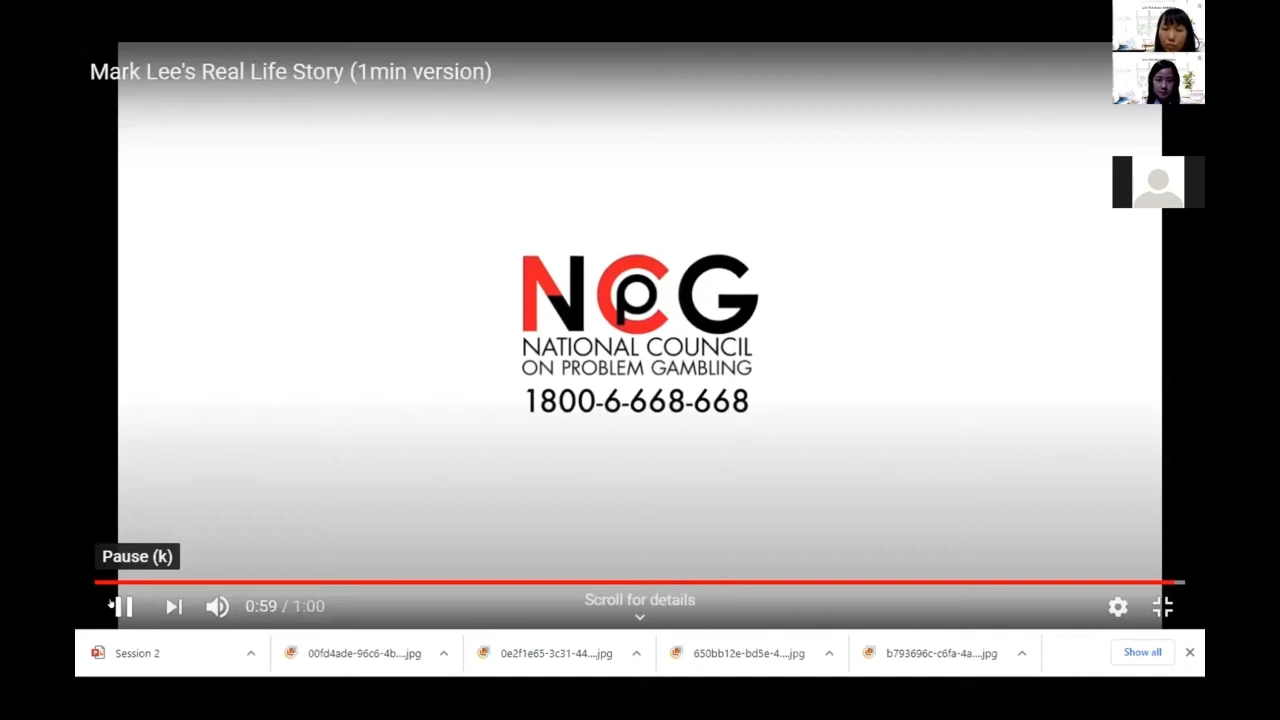 Mark Lee's Real Life Story (1min version)
NCPG
NATIONAL COUNCIL
ON PROBLEM GAMBLING
1800-6-668-668
Pause (k)
0:59 / 1:00
Scroll for details
Session 2
00fd4ade-96c6-4b....jpg
0e2f1e65-3c31-44....jpg
650bb12e-bd5e-4....jpg
b793696c-c6fa-4a....jpg
Show all